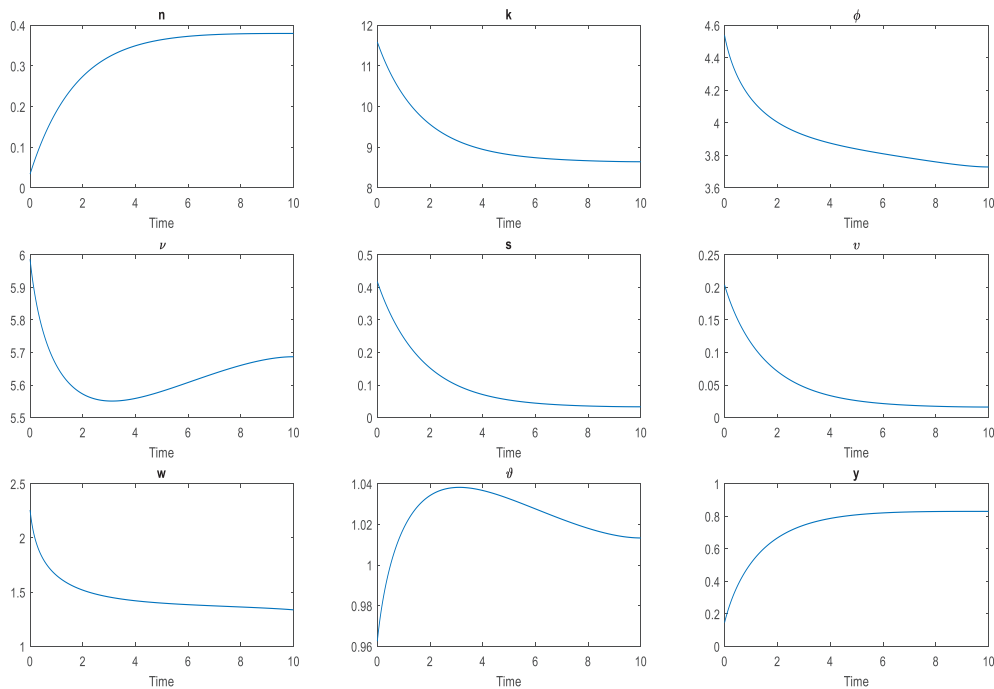 n
0.4
0.3
0.2
0.1
0
0 2 4 6 8 10
Time
k
12
11
10
9
8
0 2 4 6 8 10
Time
ϕ
4.6
4.4
4.2
4
3.8
3.6
0 2 4 6 8 10
Time
ν
6
5.9
5.8
5.7
5.6
5.5
0 2 4 6 8 10
Time
s
0.5
0.4
0.3
0.2
0.1
0
0 2 4 6 8 10
Time
υ
0.25
0.2
0.15
0.1
0.05
0
0 2 4 6 8 10
Time
w
2.5
2
1.5
1
0 2 4 6 8 10
Time
ϑ
1.04
1.02
1
0.98
0.96
0 2 4 6 8 10
Time
y
1
0.8
0.6
0.4
0.2
0
0 2 4 6 8 10
Time